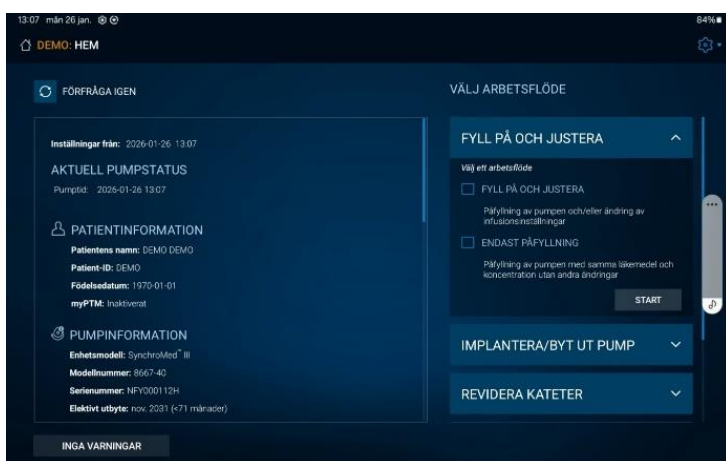 13:07 mån 26 jan.
84%
DEMO: HEM
FÖRFRÅGA IGEN
Inställningar från: 2026-01-26 13:07
AKTUELL PUMPSTATUS
Pumptid: 2026-01-26 13:07
PATIENTINFORMATION
Patientens namn: DEMO DEMO
Patient-ID: DEMO
Födelsedatum: 1970-01-01
myPTM: Inaktiverat
PUMPINFORMATION
Enhetsmodell: SynchroMed™ III
Modellnummer: 8667-40
Serienummer: NFY000112H
Elektivt utbyte: nov. 2031 (<71 månader)
INGA VARNINGAR
VÄLJ ARBETSFLÖDE
FYLL PÅ OCH JUSTERA
Välj ett arbetsflöde
FYLL PÅ OCH JUSTERA
Påfyllning av pumpen och/eller ändring av
infusionsinställningar
ENDAST PÅFYLLNING
Påfyllning av pumpen med samma läkemedel och
koncentration utan andra ändringar
START
IMPLANTERA/BYT UT PUMP
REVIDERA KATETER